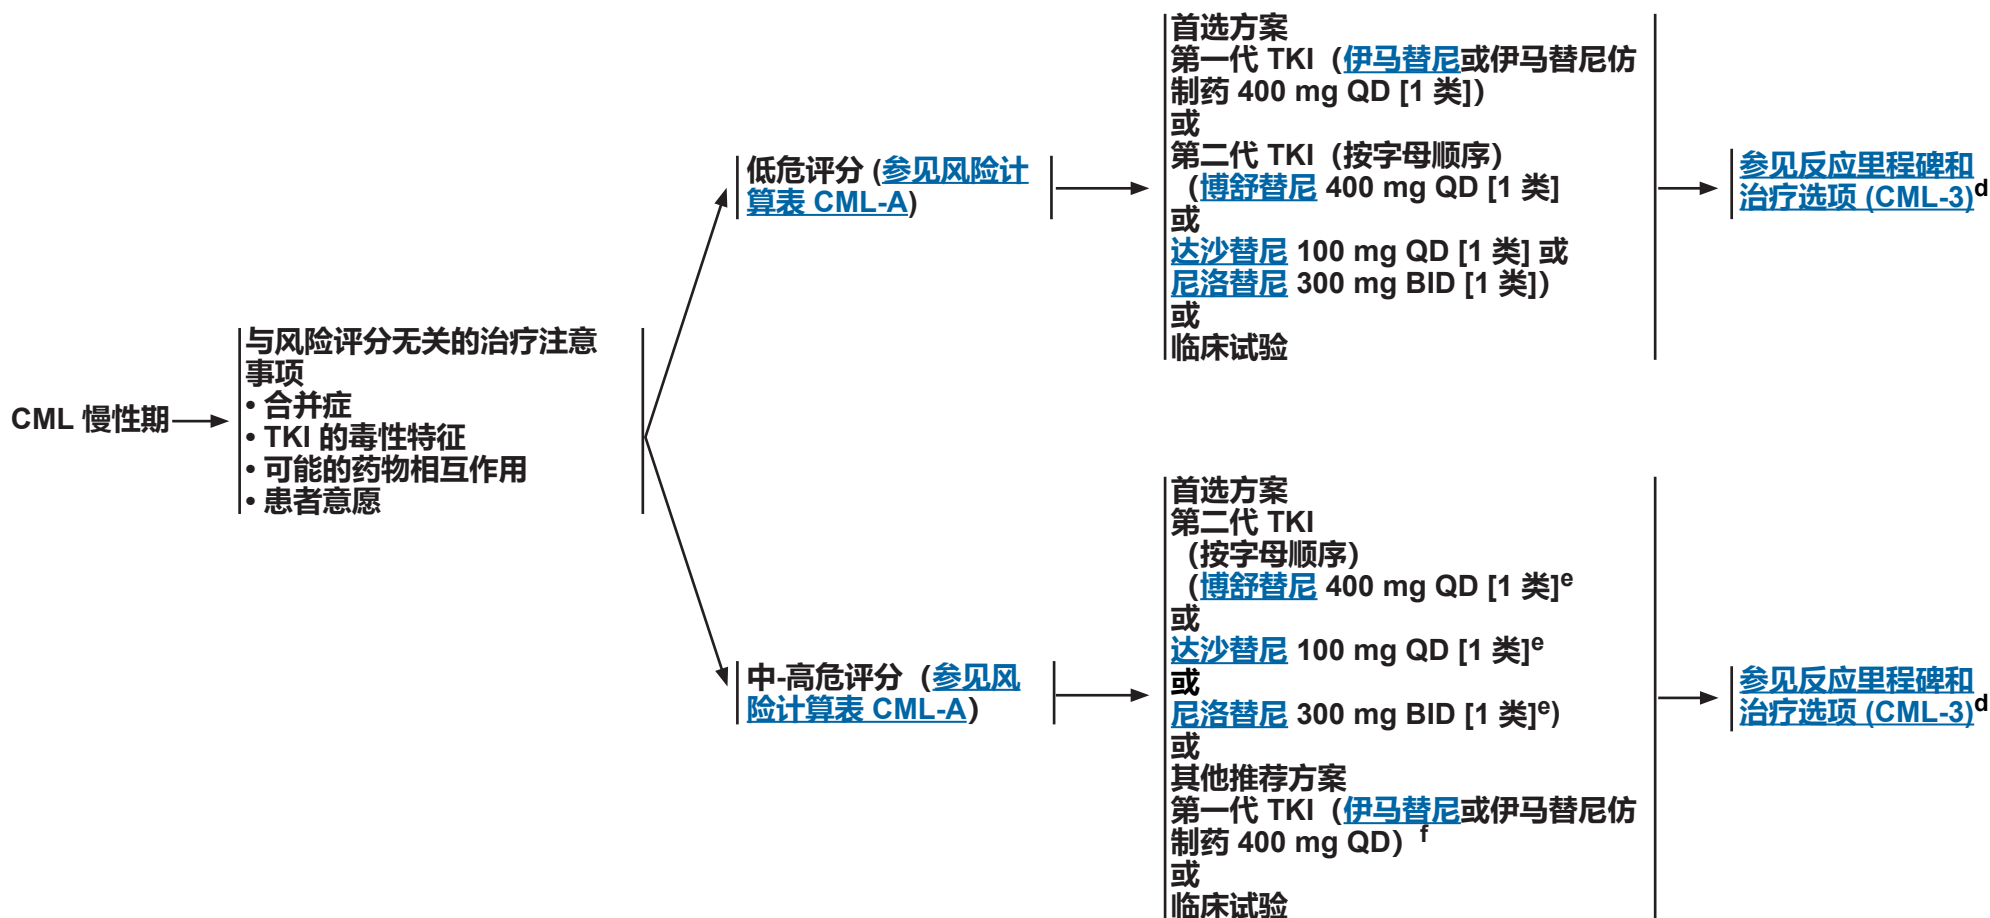 CML 慢性期
与风险评分无关的治疗注意
事项
• 合并症
• TKI 的毒性特征
• 可能的药物相互作用
• 患者意愿
低危评分 (参见风险计
算表 CML-A)
首选方案
第一代 TKI（伊马替尼或伊马替尼仿
制药 400 mg QD [1 类]）
或
第二代 TKI（按字母顺序）
（博舒替尼 400 mg QD [1 类]
或
达沙替尼 100 mg QD [1 类] 或
尼洛替尼 300 mg BID [1 类]）
或
临床试验
参见反应里程碑和
治疗选项 (CML-3)d
中-高危评分（参见风
险计算表 CML-A）
首选方案
第二代 TKI
（按字母顺序）
（博舒替尼 400 mg QD [1 类]e
或
达沙替尼 100 mg QD [1 类]e
或
尼洛替尼 300 mg BID [1 类]e）
或
其他推荐方案
第一代 TKI（伊马替尼或伊马替尼仿
制药 400 mg QD）f
或
临床试验
参见反应里程碑和
治疗选项 (CML-3)d